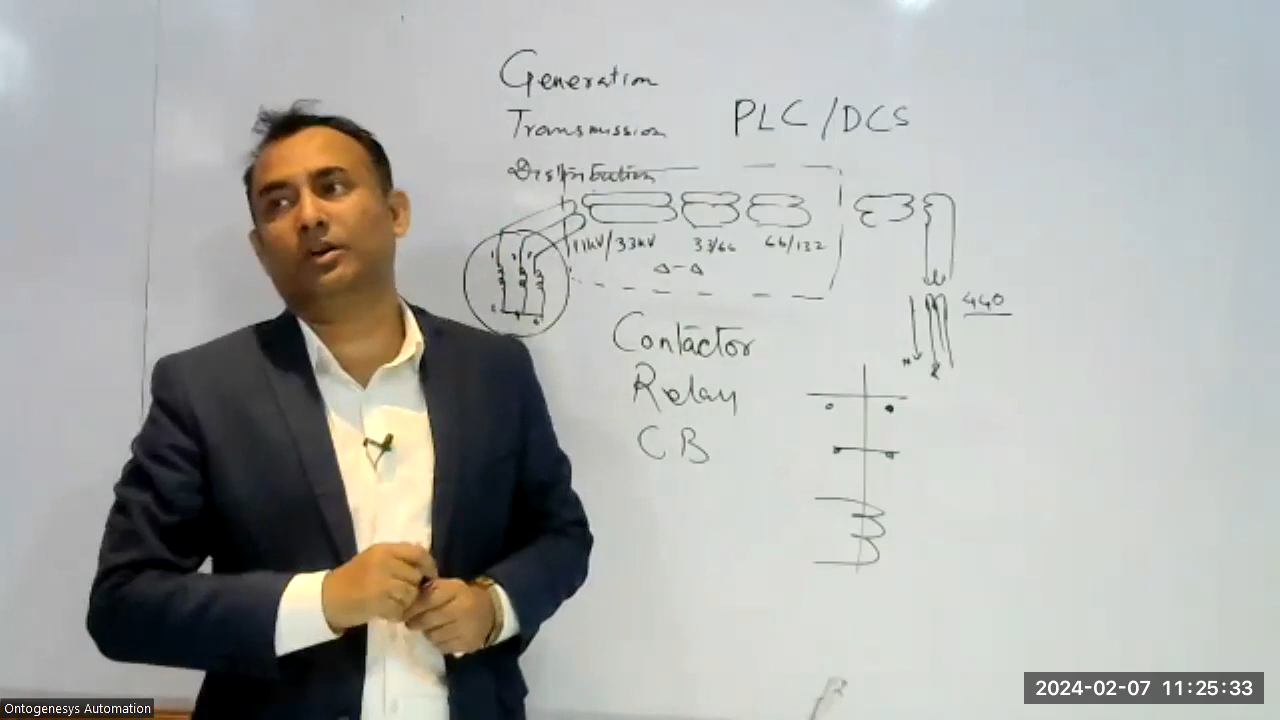 Generation
Transmission
PLC/DCS
Distribution
11kV/33kV 33/66 66/132
Δ-Δ
440
Contactor
Relay
CB
2024-02-07 11:25:33
Ontogenesys Automation